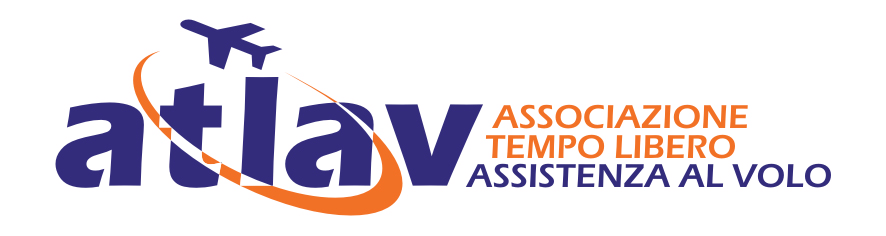 atlav
ASSOCIAZIONE
TEMPO LIBERO
ASSISTENZA AL VOLO